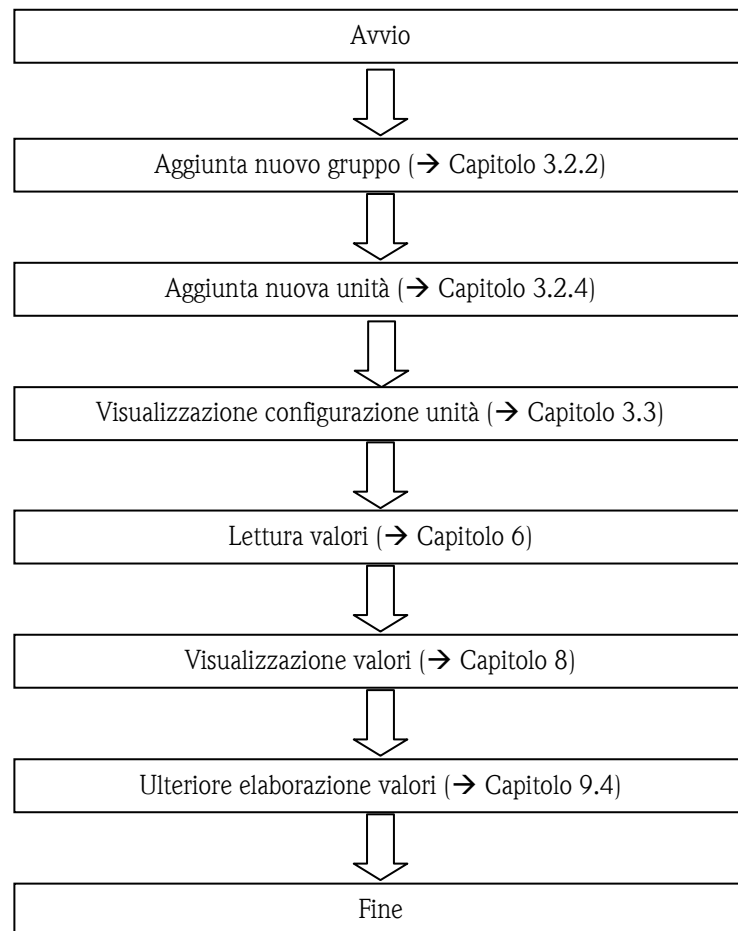 Avvio
Aggiunta nuovo gruppo (→ Capitolo 3.2.2)
Aggiunta nuova unità (→ Capitolo 3.2.4)
Visualizzazione configurazione unità (→ Capitolo 3.3)
Lettura valori (→ Capitolo 6)
Visualizzazione valori (→ Capitolo 8)
Ulteriore elaborazione valori (→ Capitolo 9.4)
Fine